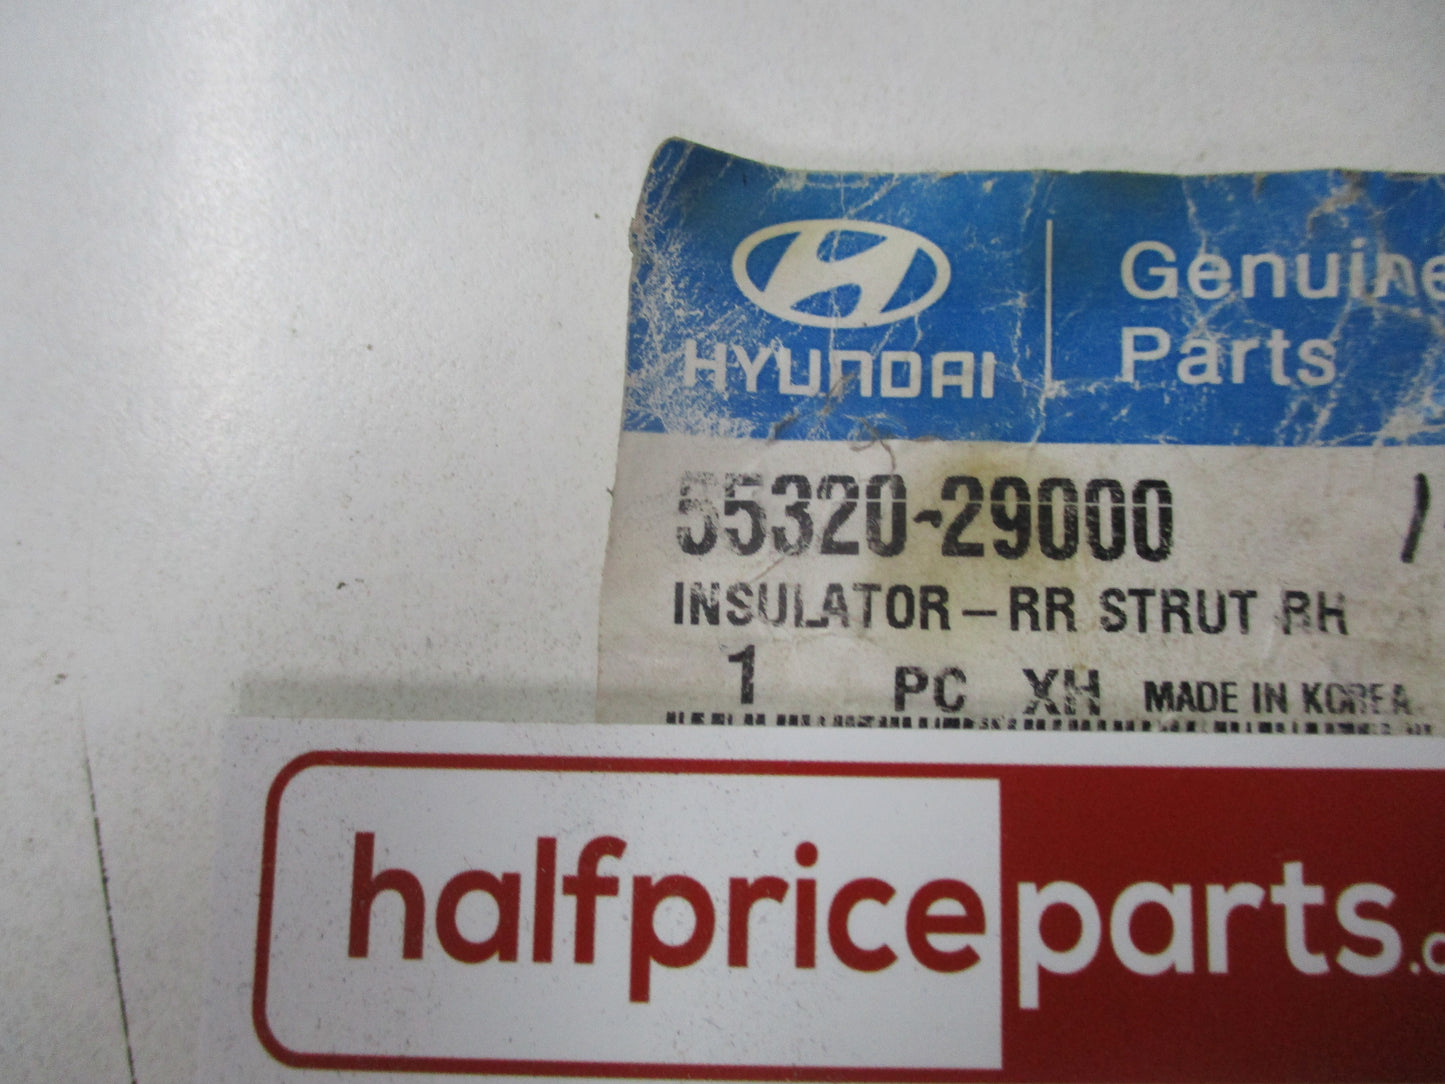 HYUNDAI
Genuine
Parts
55320-29000
INSULATOR-RR STRUT RH
1 PC XH MADE IN KOREA
halfpriceparts.c